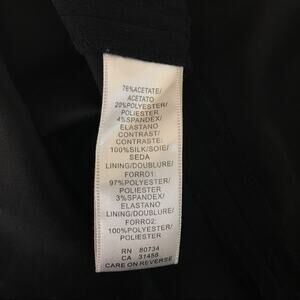 76%ACETATE/
ACETATO
20%POLYESTER/
POLIESTER
4%SPANDEX/
ELASTANO
CONTRAST/
CONTRASTE:
100%SILK/SOIE/
SEDA
LINING/DOUBLURE/
FORRO1:
97%POLYESTER/
POLIESTER
3%SPANDEX/
ELASTANO
LINING/DOUBLURE/
FORRO2:
100%POLYESTER/
POLIESTER
RN 80734
CA 31458
CARE ON REVERSE